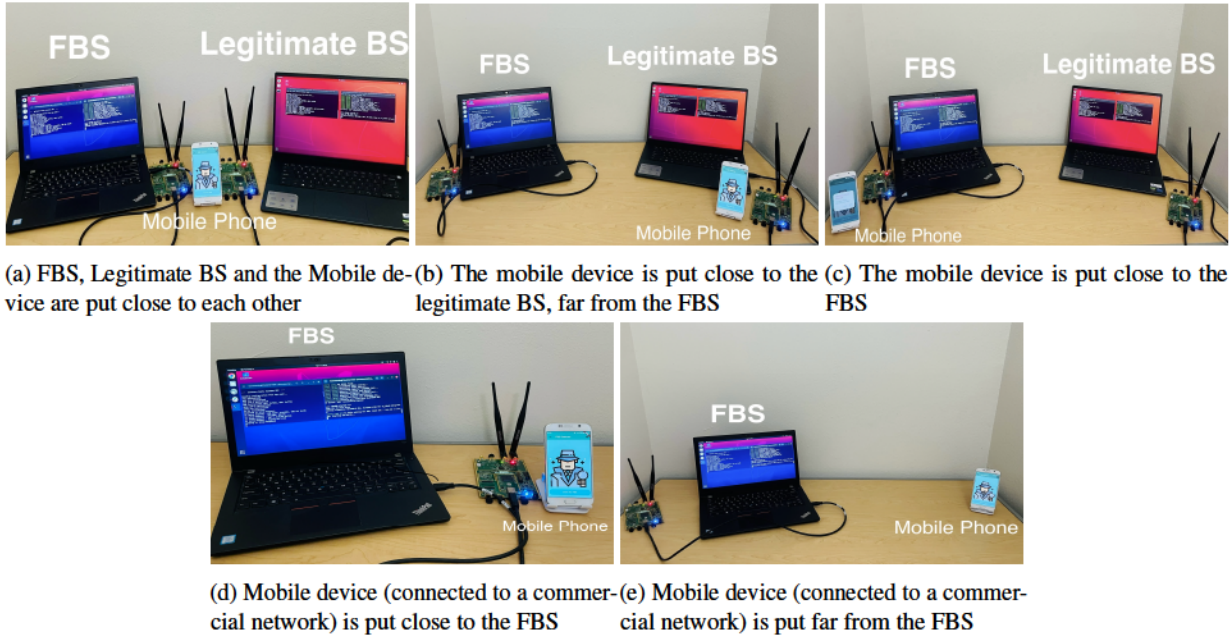 FBS
Legitimate BS
Mobile Phone
FBS
Legitimate BS
Mobile Phone
FBS
Legitimate BS
Mobile Phone
(a) FBS, Legitimate BS and the Mobile de-
vice are put close to each other
(b) The mobile device is put close to the
legitimate BS, far from the FBS
(c) The mobile device is put close to the
FBS
FBS
ThinkPad
Mobile Phone
FBS
Mobile Phone
(d) Mobile device (connected to a commer-
cial network) is put close to the FBS
(e) Mobile device (connected to a commer-
cial network) is put far from the FBS